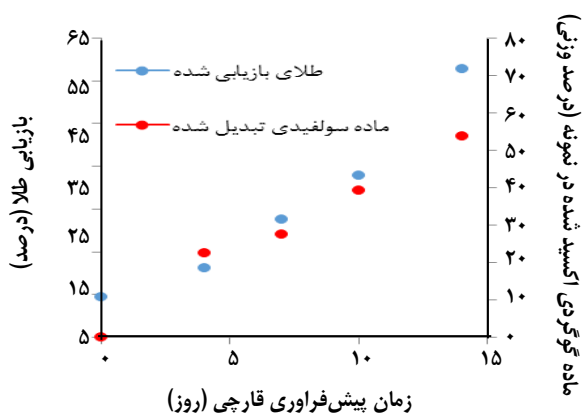 طلای بازیابی شده
ماده سولفیدی تبدیل شده
بازیابی طلا (درصد)
۶۵
۵۵
۴۵
۳۵
۲۵
۱۵
۵
ماده گوگردی اکسید شده در نمونه (درصد وزنی)
۸۰
۷۰
۶۰
۵۰
۴۰
۳۰
۲۰
۱۰
۰
۰ ۵ ۱۰ ۱۵
زمان پیش‌فراوری قارچی (روز)